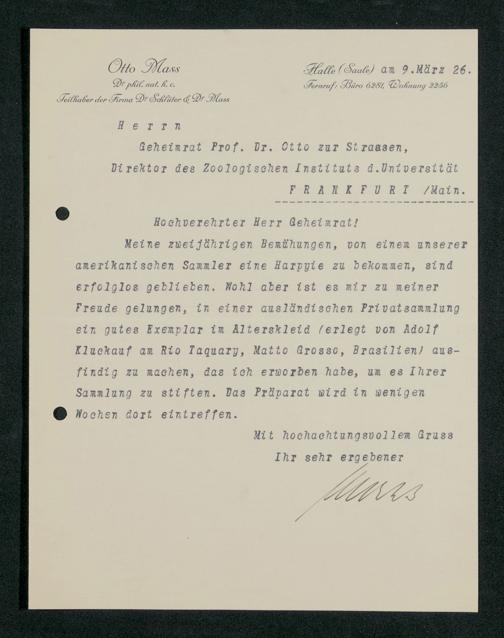 Otto Mass
Dr phil. nat. h. c.
Teilhaber der Firma Dr Schlüter & Dr Mass
Halle (Saale) am 9.März 26.
Fernruf: Büro 6281, Wohnung 2256
Herrn
Geheimrat Prof. Dr. Otto zur Strassen,
Direktor des Zoologischen Instituts d.Universität
FRANKFURT /Main.
Hochverehrter Herr Geheimrat!
Meine zweijährigen Bemühungen, von einem unserer
amerikanischen Sammler eine Harpyie zu bekommen, sind
erfolglos geblieben. Wohl aber ist es mir zu meiner
Freude gelungen, in einer ausländischen Privatsammlung
ein gutes Exemplar im Alterskleid (erlegt von Adolf
Kluckauf am Rio Taquary, Matto Grosso, Brasilien) aus-
findig zu machen, das ich erworben habe, um es Ihrer
Sammlung zu stiften. Das Präparat wird in wenigen
Wochen dort eintreffen.
Mit hochachtungsvollem Gruss
Ihr sehr ergebener